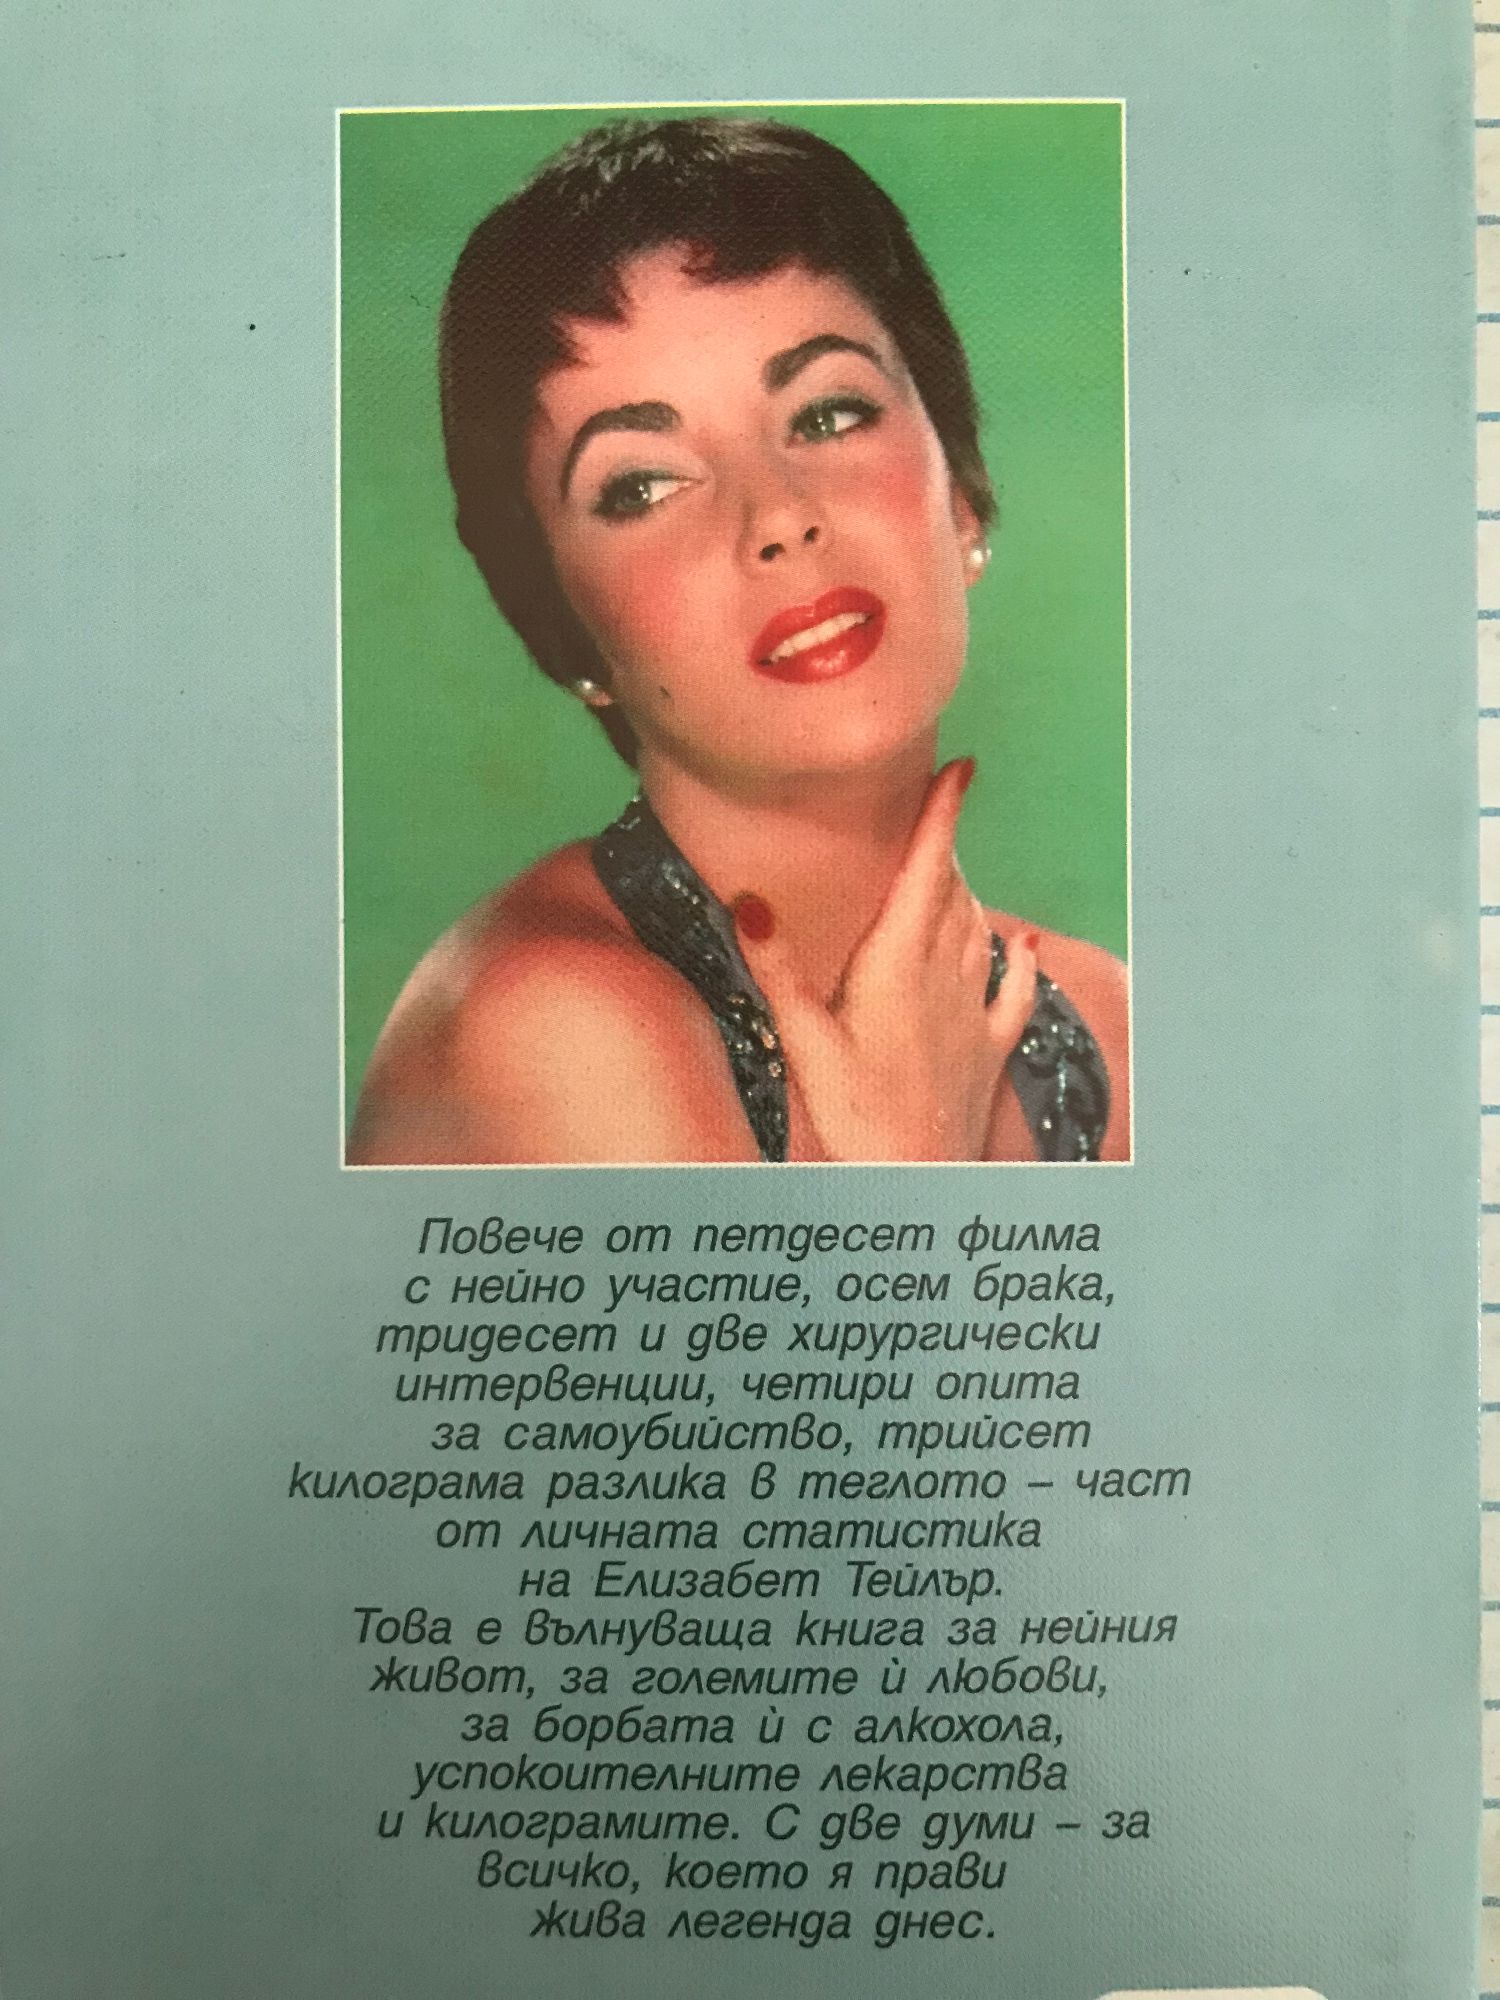 Повече от петдесет филма
с нейно участие, осем брака,
тридесет и две хирургически
интервенции, четири опита
за самоубийство, трийсет
килограма разлика в теглото – част
от личната статистика
на Елизабет Тейлър.
Това е вълнуваща книга за нейния
живот, за големите ѝ любови,
за борбата ѝ с алкохола,
успокоителните лекарства
и килограмите. С две думи – за
всичко, което я прави
жива легенда днес.